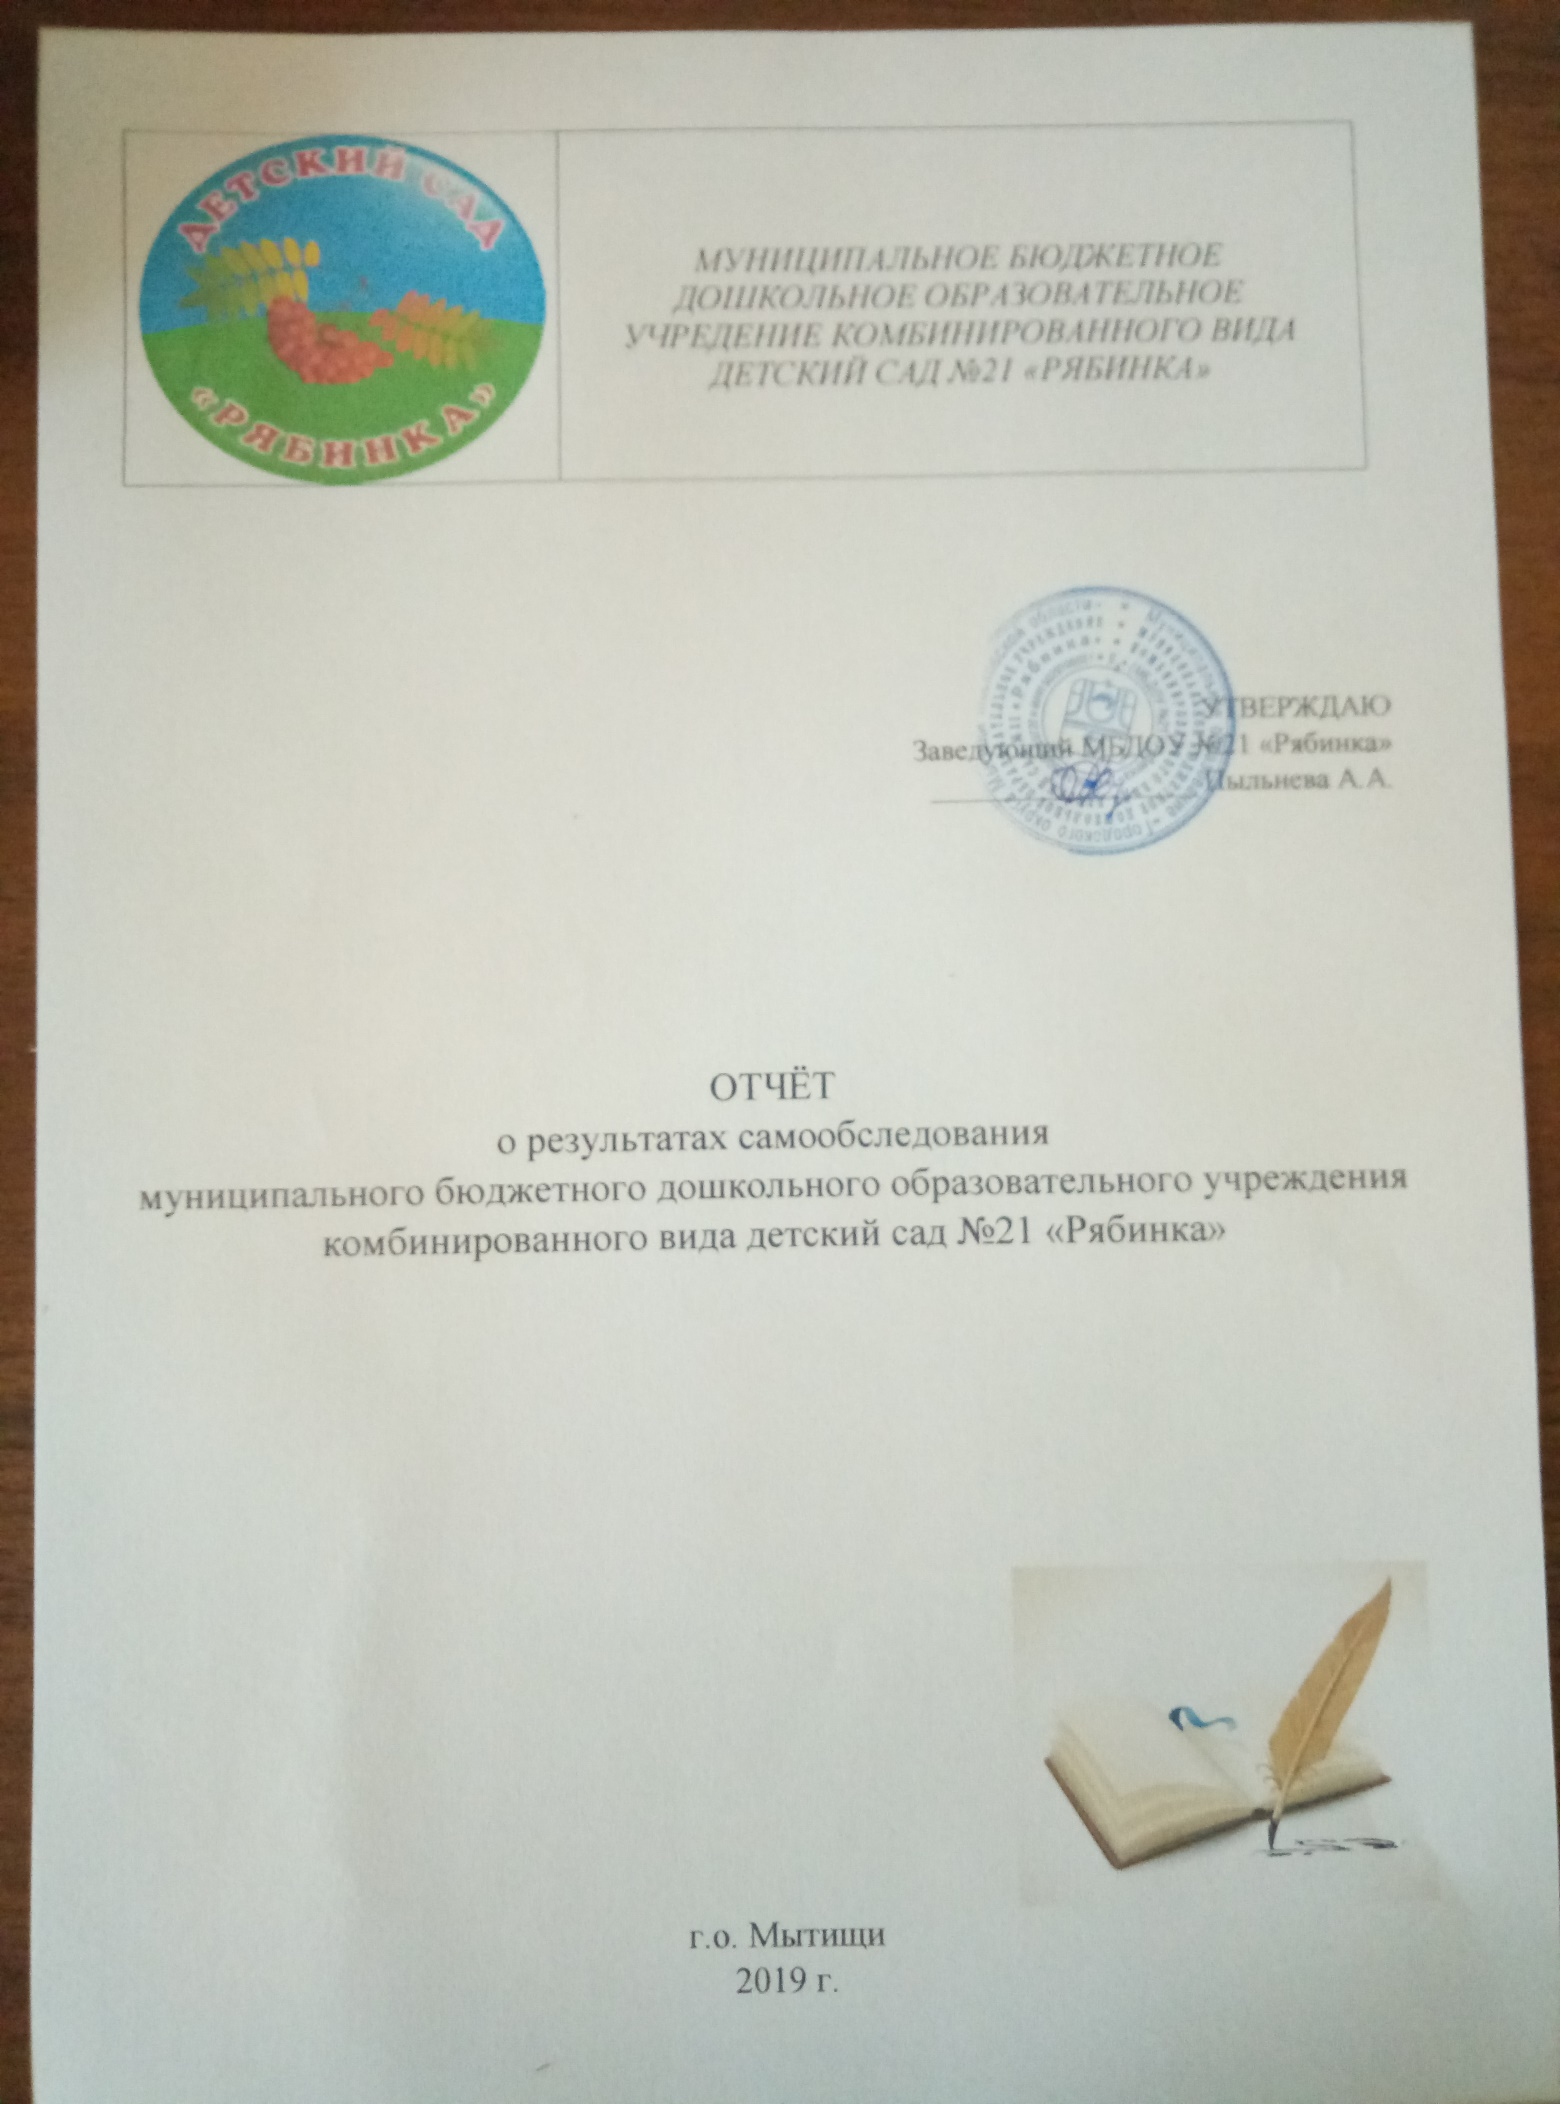 ДЕТСКИЙ САД
«РЯБИНКА»
МУНИЦИПАЛЬНОЕ БЮДЖЕТНОЕ
ДОШКОЛЬНОЕ ОБРАЗОВАТЕЛЬНОЕ
УЧРЕДЕНИЕ КОМБИНИРОВАННОГО ВИДА
ДЕТСКИЙ САД №21 «РЯБИНКА»
УТВЕРЖДАЮ
Заведующий МБДОУ №21 «Рябинка»
Пыльнева А.А.
ОТЧЁТ
о результатах самообследования
муниципального бюджетного дошкольного образовательного учреждения
комбинированного вида детский сад №21 «Рябинка»
г.о. Мытищи
2019 г.